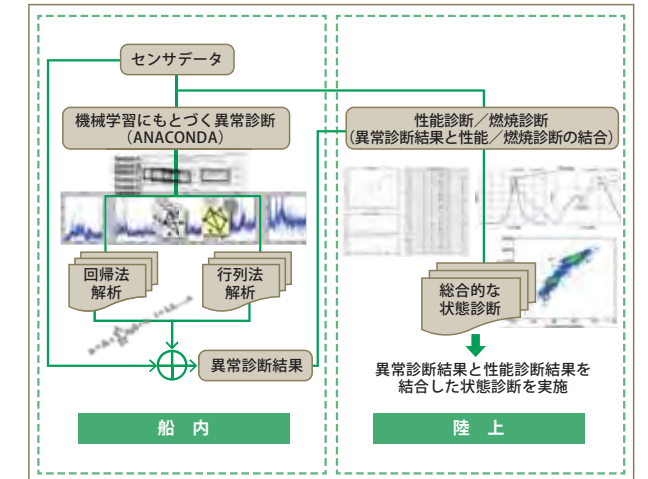 センサデータ
機械学習にもとづく異常診断
（ANACONDA）
性能診断／燃焼診断
（異常診断結果と性能／燃焼診断の結合）
回帰法
解析
行列法
解析
総合的な
状態診断
異常診断結果
異常診断結果と性能診断結果を
結合した状態診断を実施
船　内
陸　上